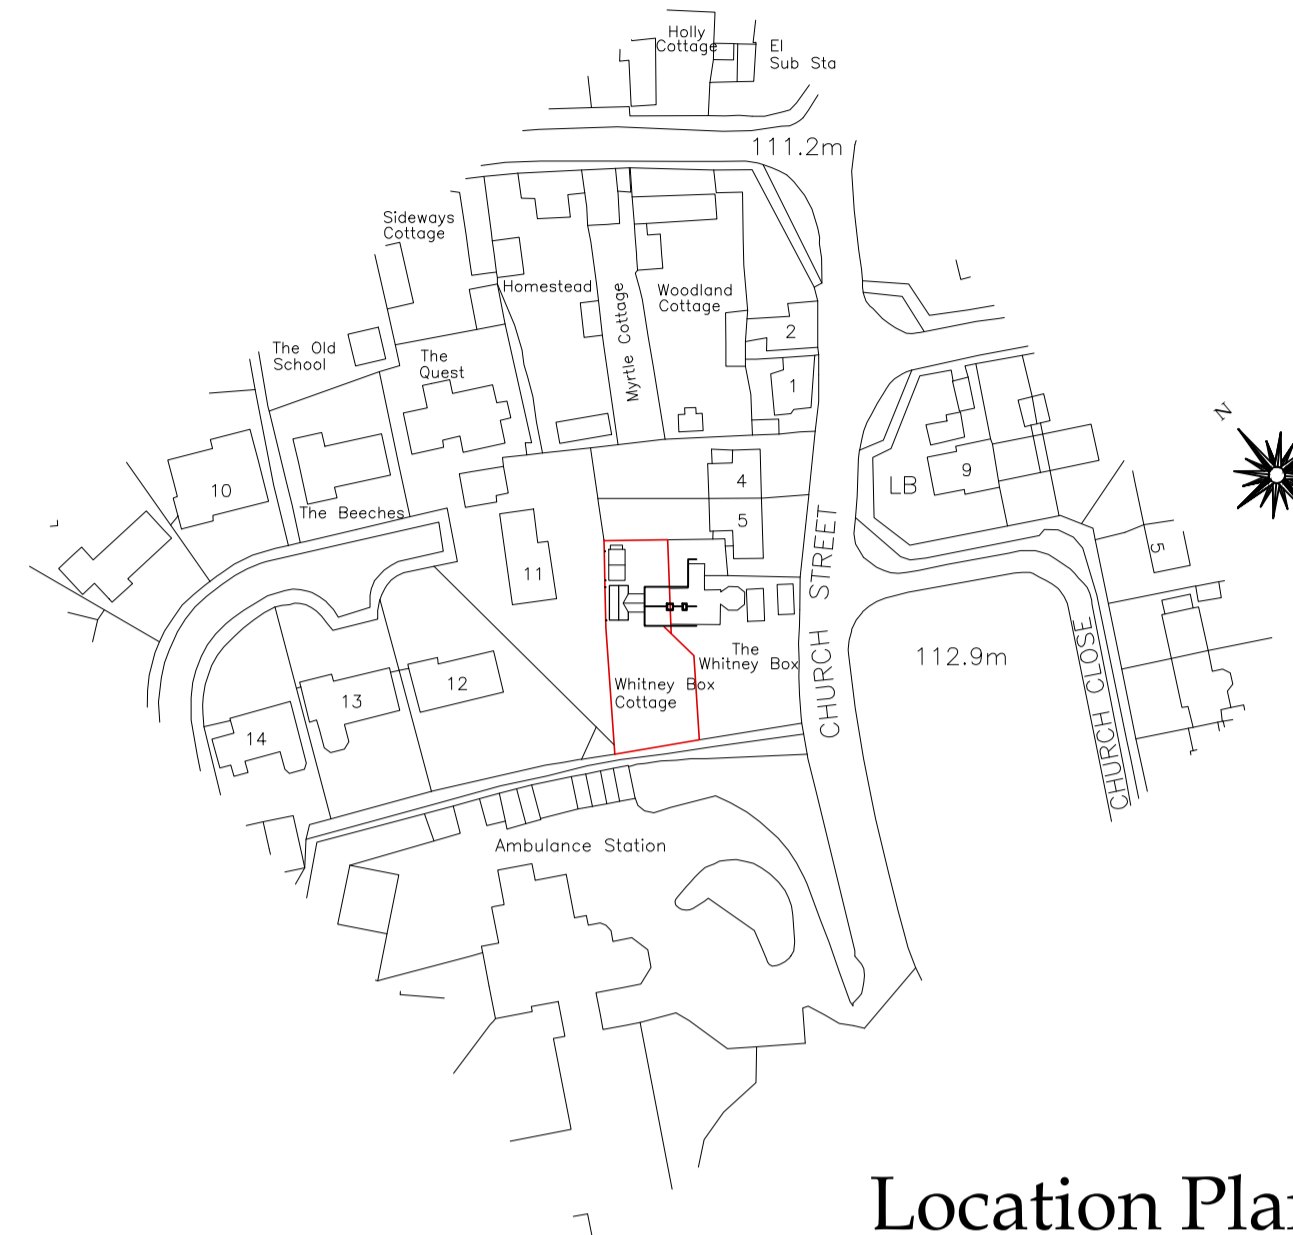 Holly
Cottage
El
Sub Sta
111.2m
Sideways
Cottage
Homestead
Myrtle Cottage
Woodland
Cottage
L
2
The Old
School
The
Quest
1
N
10
The Beeches
4
5
LB
9
5
11
CHURCH STREET
The
Whitney Box
112.9m
CHURCH CLOSE
Whitney Box
Cottage
12
13
14
Ambulance Station
Location Plan